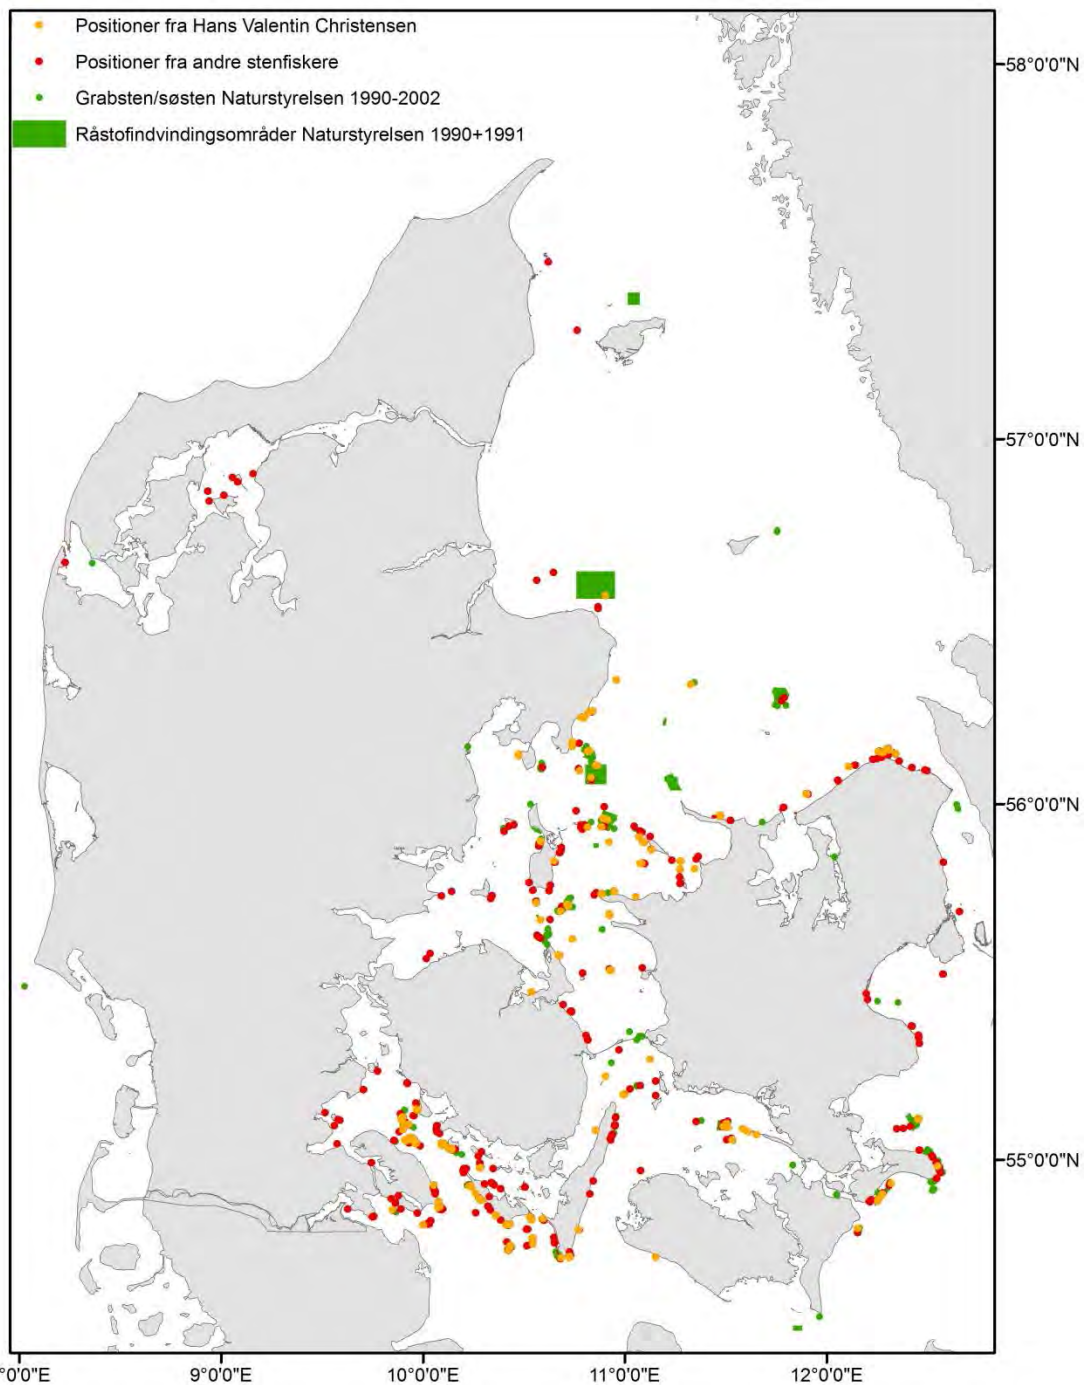 Positioner fra Hans Valentin Christensen
Positioner fra andre stenfiskere
Grabsten/søsten Naturstyrelsen 1990-2002
Råstofindvindingsområder Naturstyrelsen 1990+1991
58°0'0"N
57°0'0"N
56°0'0"N
55°0'0"N
°0'0"E 9°0'0"E 10°0'0"E 11°0'0"E 12°0'0"E